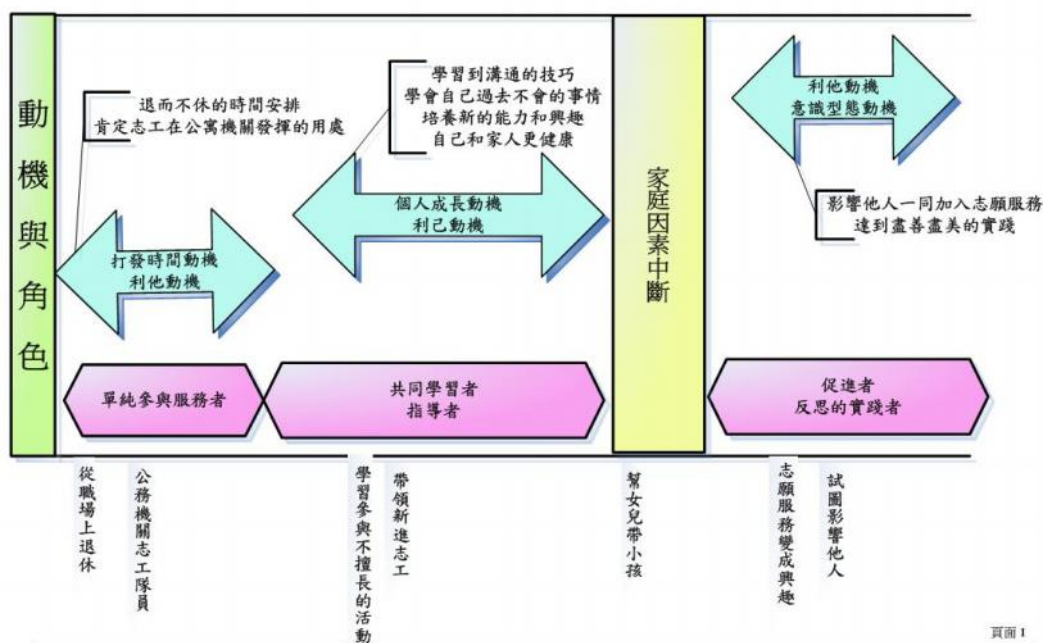 動機與角色
退而不休的時間安排
肯定志工在公寓機關發揮的用處
打發時間動機
利他動機
學習到溝通的技巧
學會自己過去不會的事情
培養新的能力和興趣
自己和家人更健康
個人成長動機
利己動機
家庭因素中斷
利他動機
意識型態動機
影響他人一同加入志願服務
達到盡善盡美的實踐
單純參與服務者
共同學習者
指導者
促進者
反思的實踐者
從職場上退休
公務機關志工隊員
學習參與不擅長的活動
帶領新進志工
幫女兒帶小孩
志願服務變成興趣
試圖影響他人
頁面 1